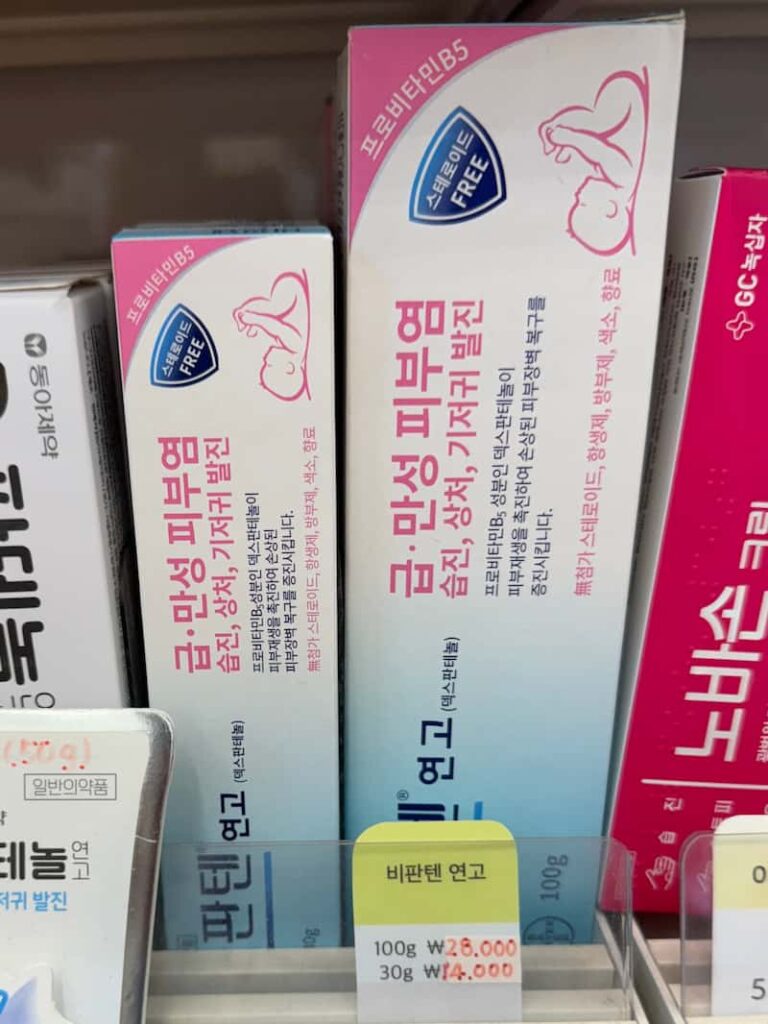 동아제약
(50g)
일반의약품
테놀 연고
저귀 발진
프로비타민B5
스테로이드
FREE
급·만성 피부염
습진, 상처, 기저귀 발진
프로비타민B5성분인 덱스판테놀이
피부재생을 촉진하여 손상된
피부장벽 복구를 증진시킵니다.
無첨가 스테로이드, 항생제, 방부제, 색소, 향료
판텐 연고 (덱스판테놀)
프로비타민B5
스테로이드
FREE
급·만성 피부염
습진, 상처, 기저귀 발진
프로비타민B5 성분인 덱스판테놀이
피부재생을 촉진하여 손상된 피부장벽 복구를
증진시킵니다.
無첨가 스테로이드, 항생제, 방부제, 색소, 향료
텐® 연고 (덱스판테놀)
100g
비판텐 연고
100g ₩28.000
30g ₩14.000
GC녹십자
노바손 크림
습진